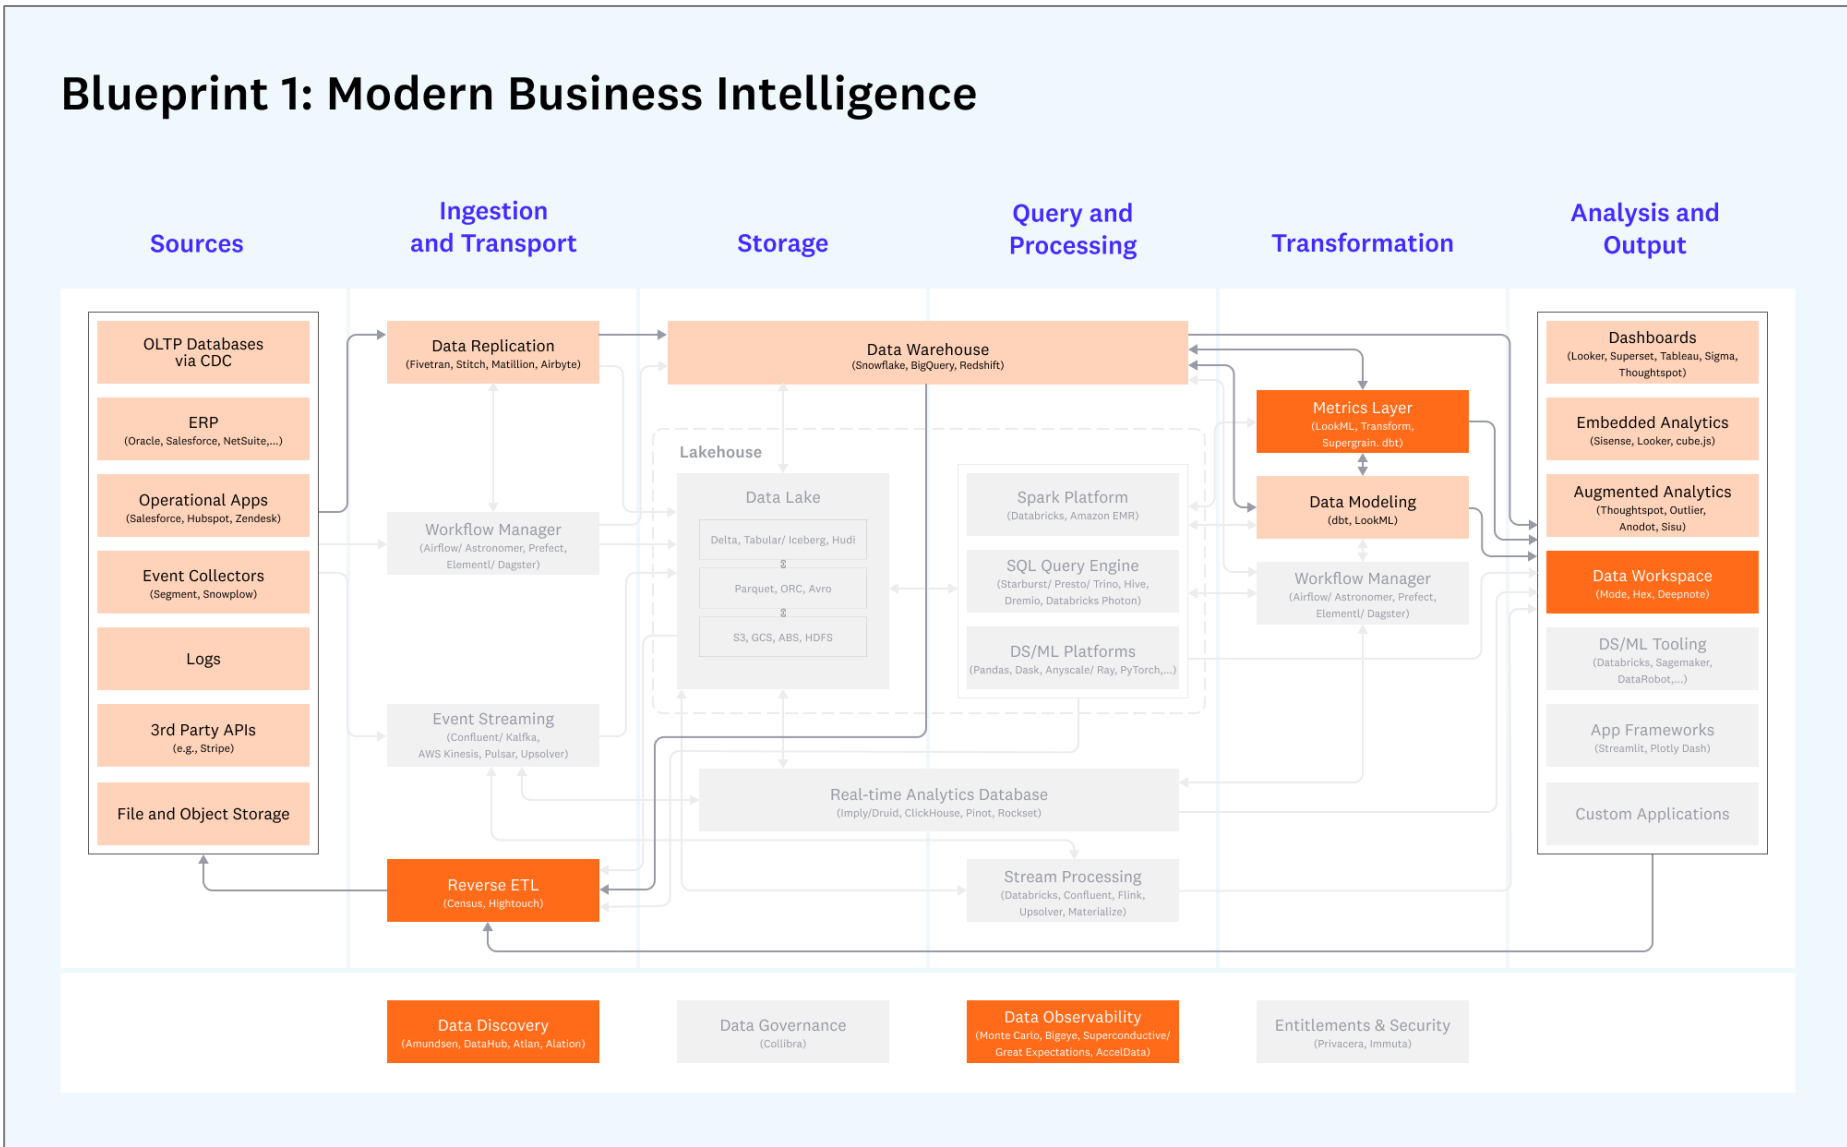 Blueprint 1: Modern Business Intelligence
Sources
Ingestion
and Transport
Storage
Query and
Processing
Transformation
Analysis and
Output
OLTP Databases
via CDC
ERP
(Oracle, Salesforce, NetSuite,...)
Operational Apps
(Salesforce, Hubspot, Zendesk)
Event Collectors
(Segment, Snowplow)
Logs
3rd Party APIs
(e.g., Stripe)
File and Object Storage
Data Replication
(Fivetran, Stitch, Matillion, Airbyte)
Workflow Manager
(Airflow/ Astronomer, Prefect,
Elementl/ Dagster)
Event Streaming
(Confluent/ Kalfka,
AWS Kinesis, Pulsar, Upsolver)
Reverse ETL
(Census, Hightouch)
Data Warehouse
(Snowflake, BigQuery, Redshift)
Lakehouse
Data Lake
Delta, Tabular/ Iceberg, Hudi
Parquet, ORC, Avro
S3, GCS, ABS, HDFS
Spark Platform
(Databricks, Amazon EMR)
SQL Query Engine
(Starburst/ Presto/ Trino, Hive,
Dremio, Databricks Photon)
DS/ML Platforms
(Pandas, Dask, Anyscale/ Ray, PyTorch,...)
Real-time Analytics Database
(Imply/Druid, ClickHouse, Pinot, Rockset)
Stream Processing
(Databricks, Confluent, Flink,
Upsolver, Materialize)
Metrics Layer
(LookML, Transform,
Supergrain. dbt)
Data Modeling
(dbt, LookML)
Workflow Manager
(Airflow/ Astronomer, Prefect,
Elementl/ Dagster)
Dashboards
(Looker, Superset, Tableau, Sigma,
Thoughtspot)
Embedded Analytics
(Sisense, Looker, cube.js)
Augmented Analytics
(Thoughtspot, Outlier,
Anodot, Sisu)
Data Workspace
(Mode, Hex, Deepnote)
DS/ML Tooling
(Databricks, Sagemaker,
DataRobot,...)
App Frameworks
(Streamlit, Plotly Dash)
Custom Applications
Data Discovery
(Amundsen, DataHub, Atlan, Alation)
Data Governance
(Collibra)
Data Observability
(Monte Carlo, Bigeye, Superconductive/
Great Expectations, AccelData)
Entitlements & Security
(Privacera, Immuta)